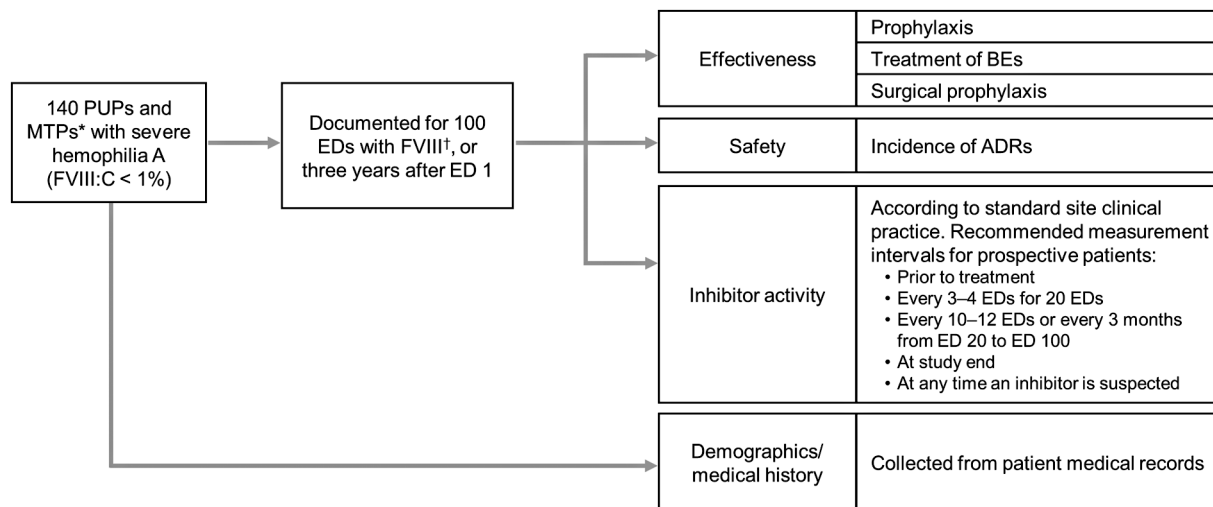 140 PUPs and
MTPs* with severe
hemophilia A
(FVIII:C < 1%)
Documented for 100
EDs with FVIII†, or
three years after ED 1
Effectiveness
Prophylaxis
Treatment of BEs
Surgical prophylaxis
Safety
Incidence of ADRs
Inhibitor activity
According to standard site clinical
practice. Recommended measurement
intervals for prospective patients:
• Prior to treatment
• Every 3–4 EDs for 20 EDs
• Every 10–12 EDs or every 3 months
from ED 20 to ED 100
• At study end
• At any time an inhibitor is suspected
Demographics/
medical history
Collected from patient medical records